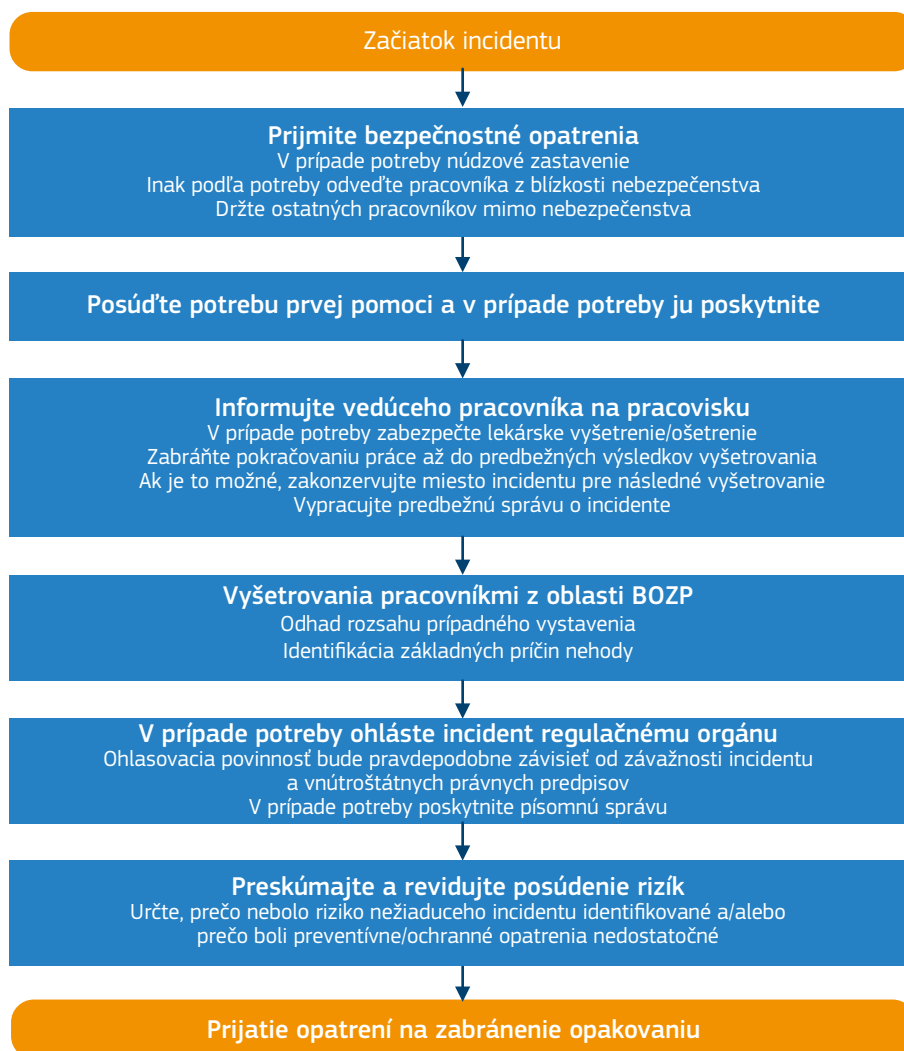 Začiatok incidentu
Prijmite bezpečnostné opatrenia
V prípade potreby núdzové zastavenie
Inak podľa potreby odveďte pracovníka z blízkosti nebezpečenstva
Držte ostatných pracovníkov mimo nebezpečenstva
Posúďte potrebu prvej pomoci a v prípade potreby ju poskytnite
Informujte vedúceho pracovníka na pracovisku
V prípade potreby zabezpečte lekárske vyšetrenie/ošetrenie
Zabráňte pokračovaniu práce až do predbežných výsledkov vyšetrovania
Ak je to možné, zakonzervujte miesto incidentu pre následné vyšetrovanie
Vypracujte predbežnú správu o incidente
Vyšetrovania pracovníkmi z oblasti BOZP
Odhad rozsahu prípadného vystavenia
Identifikácia základných príčin nehody
V prípade potreby ohláste incident regulačnému orgánu
Ohlasovacia povinnosť bude pravdepodobne závisieť od závažnosti incidentu
a vnútroštátnych právnych predpisov
V prípade potreby poskytnite písomnú správu
Preskúmajte a revidujte posúdenie rizík
Určte, prečo nebolo riziko nežiaduceho incidentu identifikované a/alebo
prečo boli preventívne/ochranné opatrenia nedostatočné
Prijatie opatrení na zabránenie opakovaniu